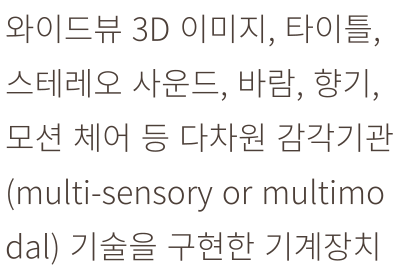 와이드뷰 3D 이미지, 타이틀,
스테레오 사운드, 바람, 향기,
모션 체어 등 다차원 감각기관
(multi-sensory or multimo
dal) 기술을 구현한 기계장치